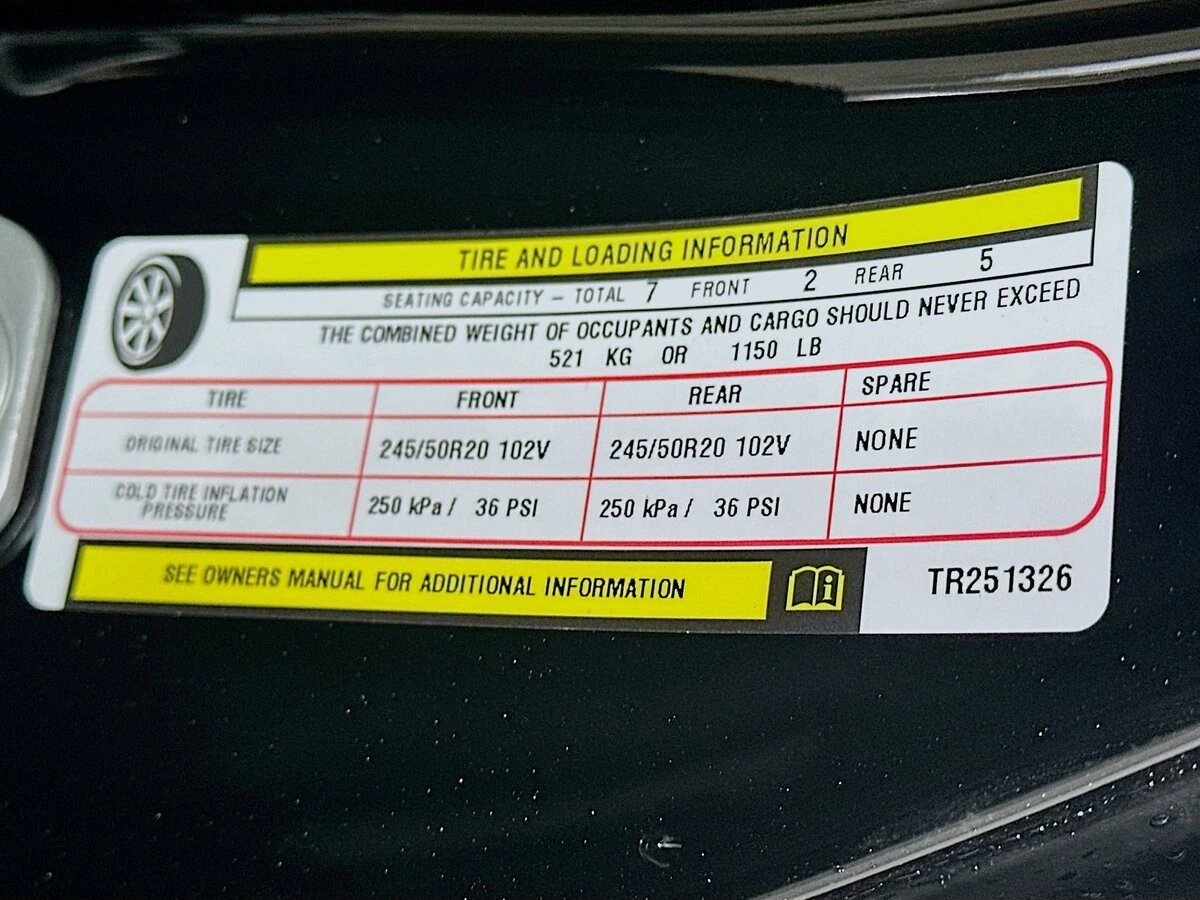 TIRE AND LOADING INFORMATION
SEATING CAPACITY – TOTAL 7 FRONT 2 REAR 5
THE COMBINED WEIGHT OF OCCUPANTS AND CARGO SHOULD NEVER EXCEED
521 KG OR 1150 LB
TIRE FRONT REAR SPARE
ORIGINAL TIRE SIZE 245/50R20 102V 245/50R20 102V NONE
COLD TIRE INFLATION
PRESSURE 250 kPa / 36 PSI 250 kPa / 36 PSI NONE
SEE OWNERS MANUAL FOR ADDITIONAL INFORMATION
TR251326